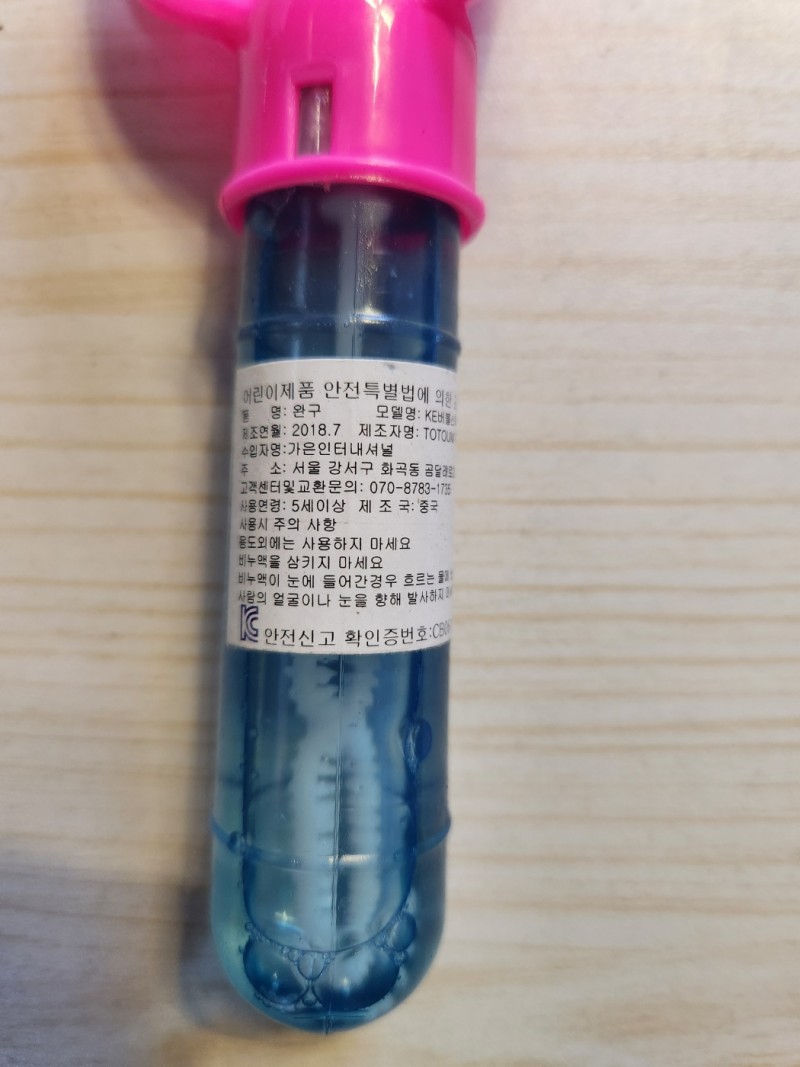 어린이제품 안전특별법에 의한
품 명: 완구 모델명:
제조연월: 2018.7 제조자명:
수입자명:가은인터내셔널
주 소: 서울 강서구 화곡동
고객센터및교환문의: 070-8783-1735
사용연령: 5세이상 제 조 국: 중국
사용시 주의 사항
용도외에는 사용하지 마세요
비누액을 삼키지 마세요
비누액이 눈에 들어간경우 흐르는
사람의 얼굴이나 눈을 향해 발사하지
KC 안전신고 확인증번호: